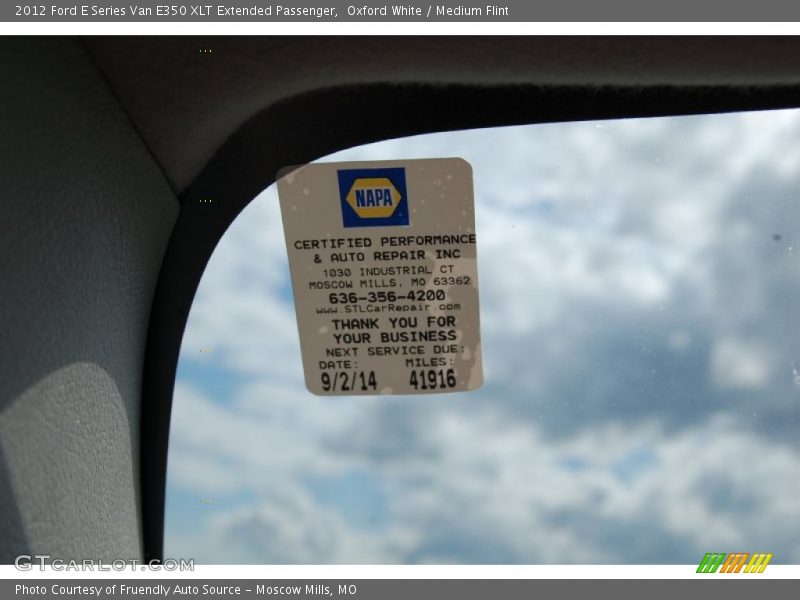 2012 Ford E Series Van E350 XLT Extended Passenger,  Oxford White / Medium Flint
NAPA
CERTIFIED PERFORMANCE
& AUTO REPAIR INC
1030 INDUSTRIAL CT
MOSCOW MILLS, MO 63362
636-356-4200
www.STLCarRepair.com
THANK YOU FOR
YOUR BUSINESS
NEXT SERVICE DUE:
DATE: MILES:
9/2/14 41916
GTcarlot.com
Photo Courtesy of Fruendly Auto Source - Moscow Mills, MO